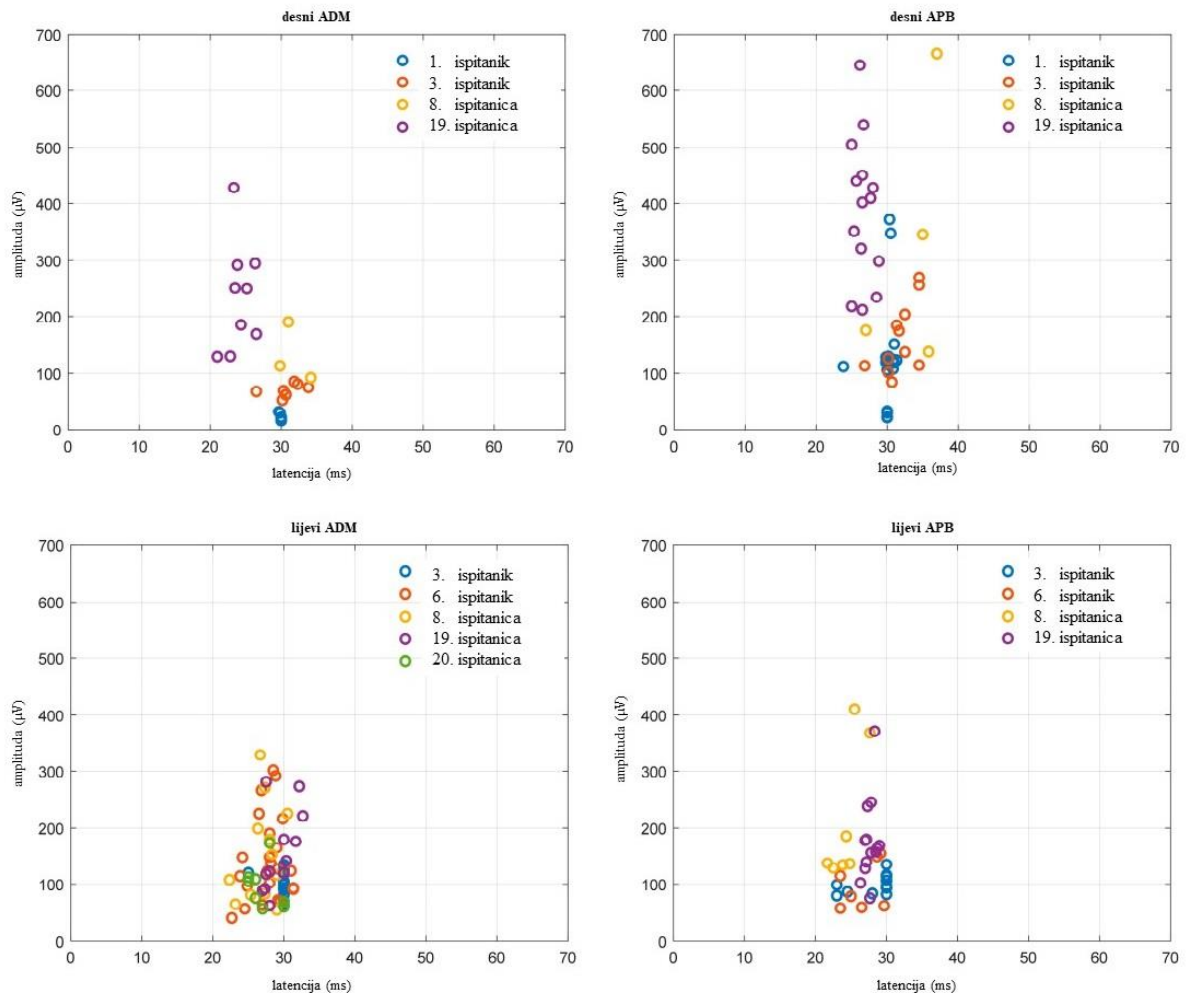 desni ADM
700
600
500
400
300
200
100
0
amplituda (µV)
1. ispitanik
3. ispitanik
8. ispitanica
19. ispitanica
0 10 20 30 40 50 60 70
latencija (ms)
desni APB
700
600
500
400
300
200
100
0
amplituda (µV)
1. ispitanik
3. ispitanik
8. ispitanica
19. ispitanica
0 10 20 30 40 50 60 70
latencija (ms)
lijevi ADM
700
600
500
400
300
200
100
0
amplituda (µV)
3. ispitanik
6. ispitanik
8. ispitanica
19. ispitanica
20. ispitanica
0 10 20 30 40 50 60 70
latencija (ms)
lijevi APB
700
600
500
400
300
200
100
0
amplituda (µV)
3. ispitanik
6. ispitanik
8. ispitanica
19. ispitanica
0 10 20 30 40 50 60 70
latencija (ms)